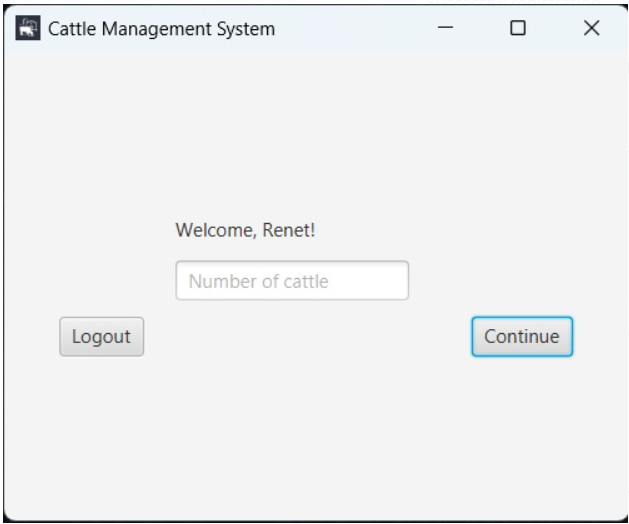 Cattle Management System
Welcome, Renet!
Number of cattle
Logout
Continue